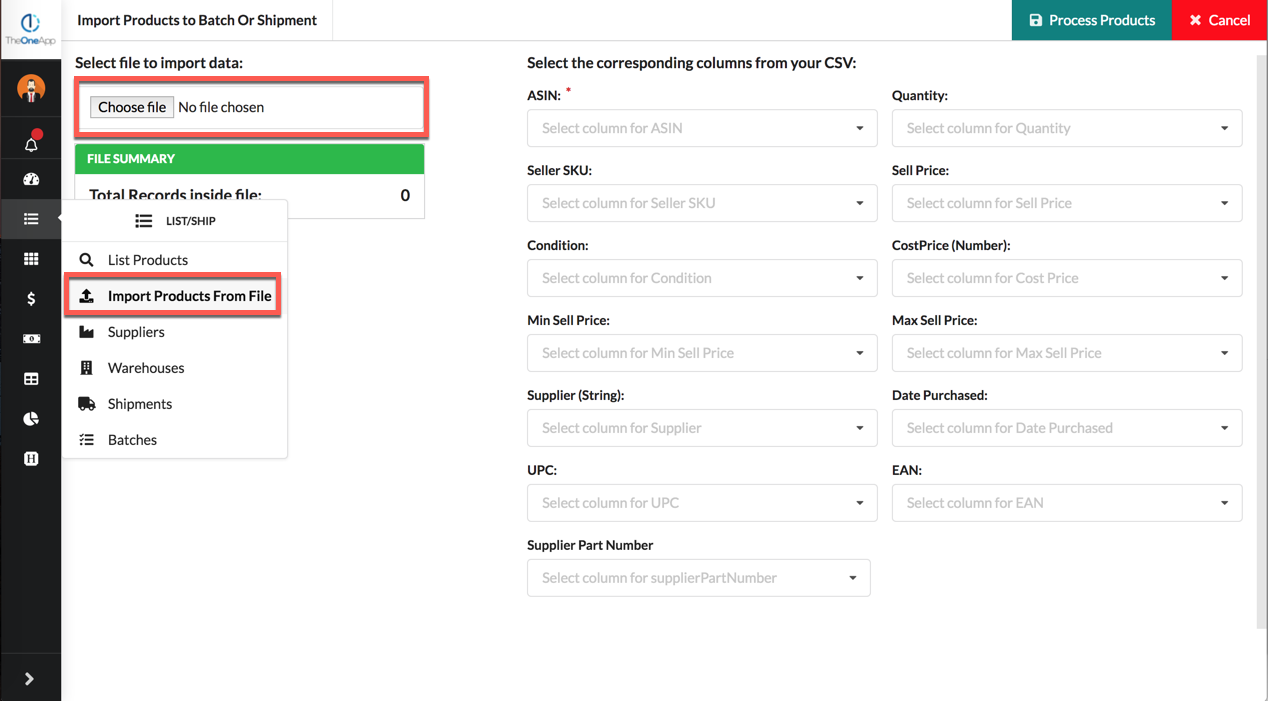 TheOneApp
Import Products to Batch Or Shipment
Process Products
Cancel
Select file to import data:
Choose file No file chosen
FILE SUMMARY
Total Records inside file: 0
LIST/SHIP
List Products
Import Products From File
Suppliers
Warehouses
Shipments
Batches
H
Select the corresponding columns from your CSV:
ASIN: *
Select column for ASIN
Quantity:
Select column for Quantity
Seller SKU:
Select column for Seller SKU
Sell Price:
Select column for Sell Price
Condition:
Select column for Condition
CostPrice (Number):
Select column for Cost Price
Min Sell Price:
Select column for Min Sell Price
Max Sell Price:
Select column for Max Sell Price
Supplier (String):
Select column for Supplier
Date Purchased:
Select column for Date Purchased
UPC:
Select column for UPC
EAN:
Select column for EAN
Supplier Part Number
Select column for supplierPartNumber